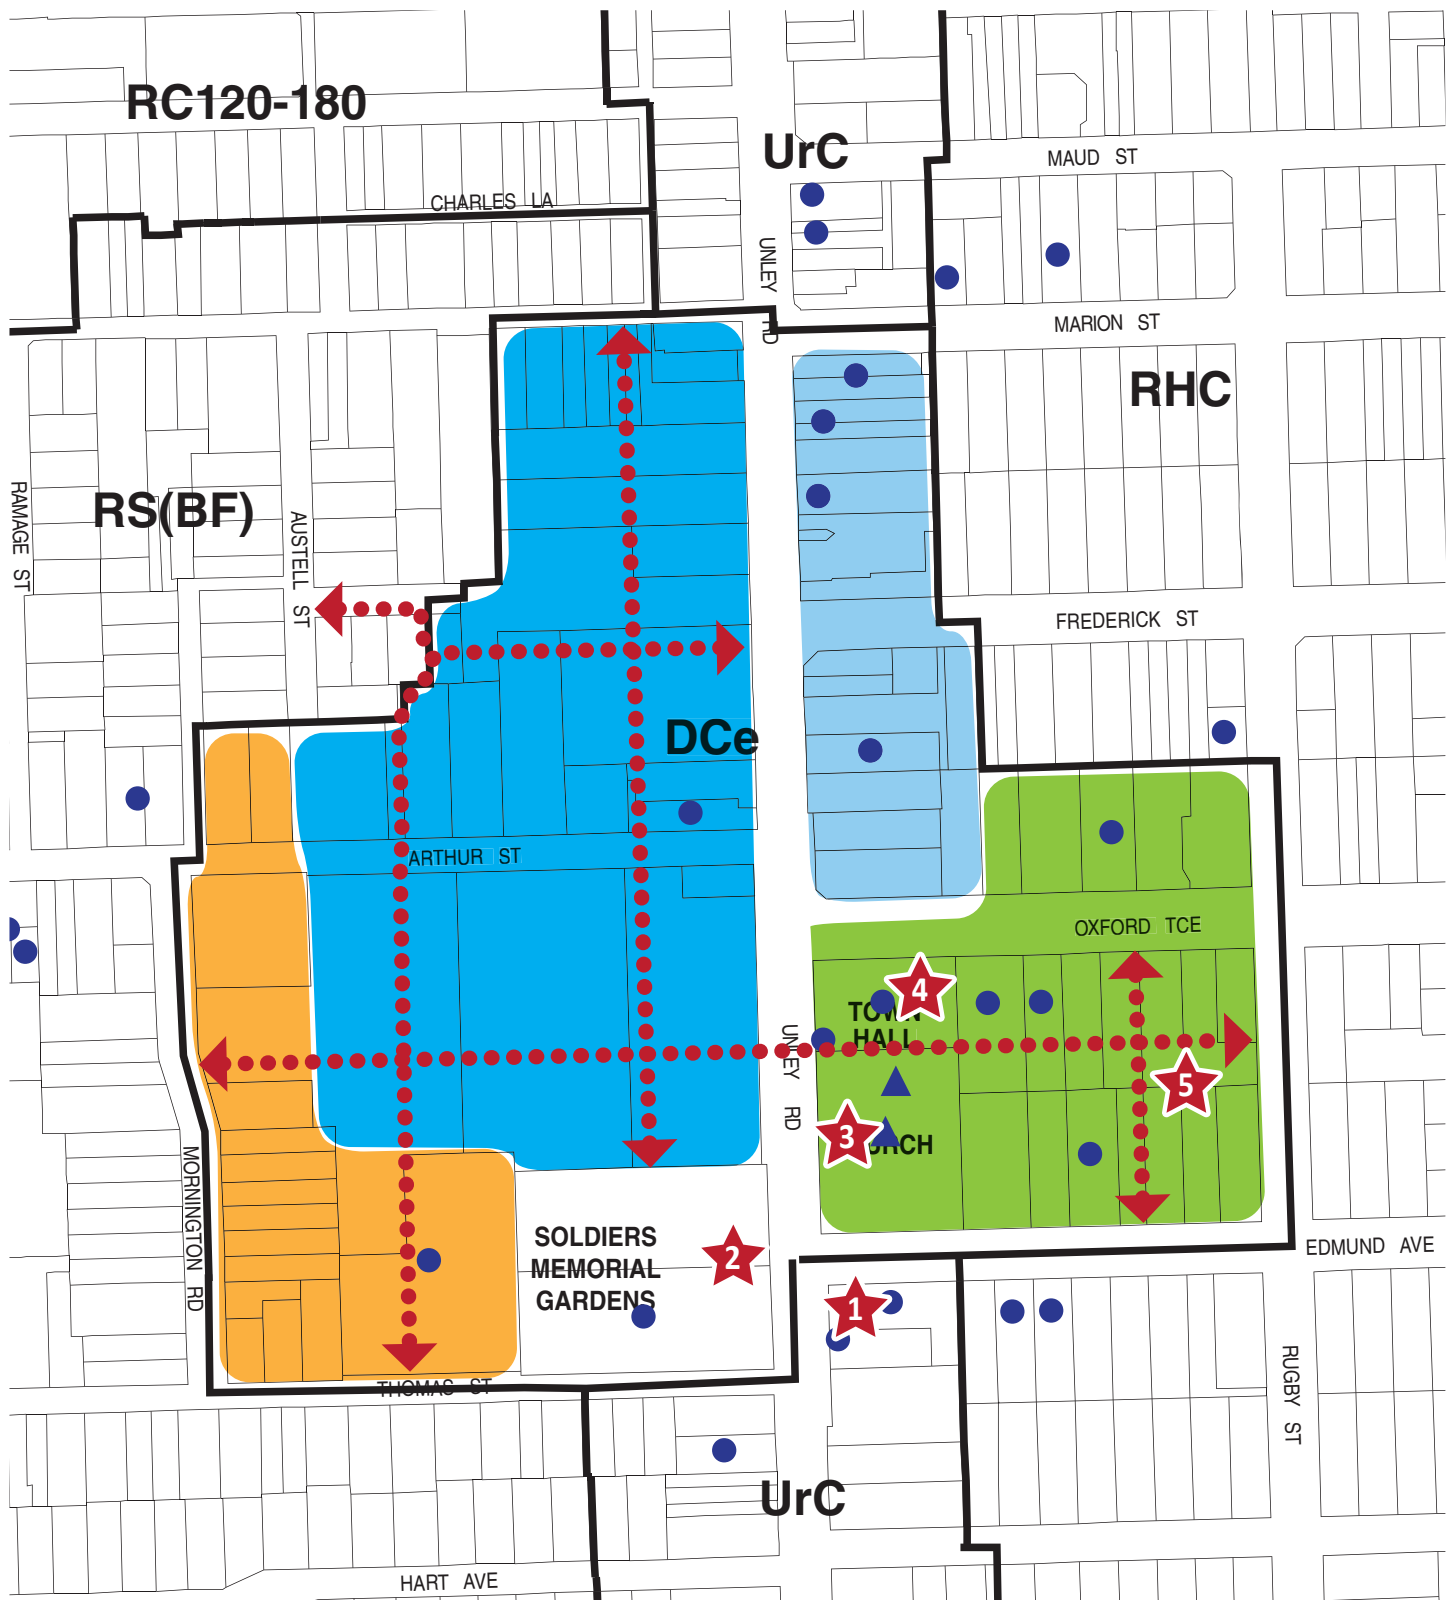 RC120-180
UrC
MAUD ST
CHARLES LA
UNLEY RD
MARION ST
RHC
RS(BF)
RAMAGE ST
AUSTELL ST
FREDERICK ST
DCe
ARTHUR ST
OXFORD TCE
4
TOWN
HALL
UNLEY RD
5
3
MORNINGTON RD
SOLDIERS
MEMORIAL
GARDENS
2
EDMUND AVE
1
RUGBY ST
THOMAS ST
UrC
HART AVE